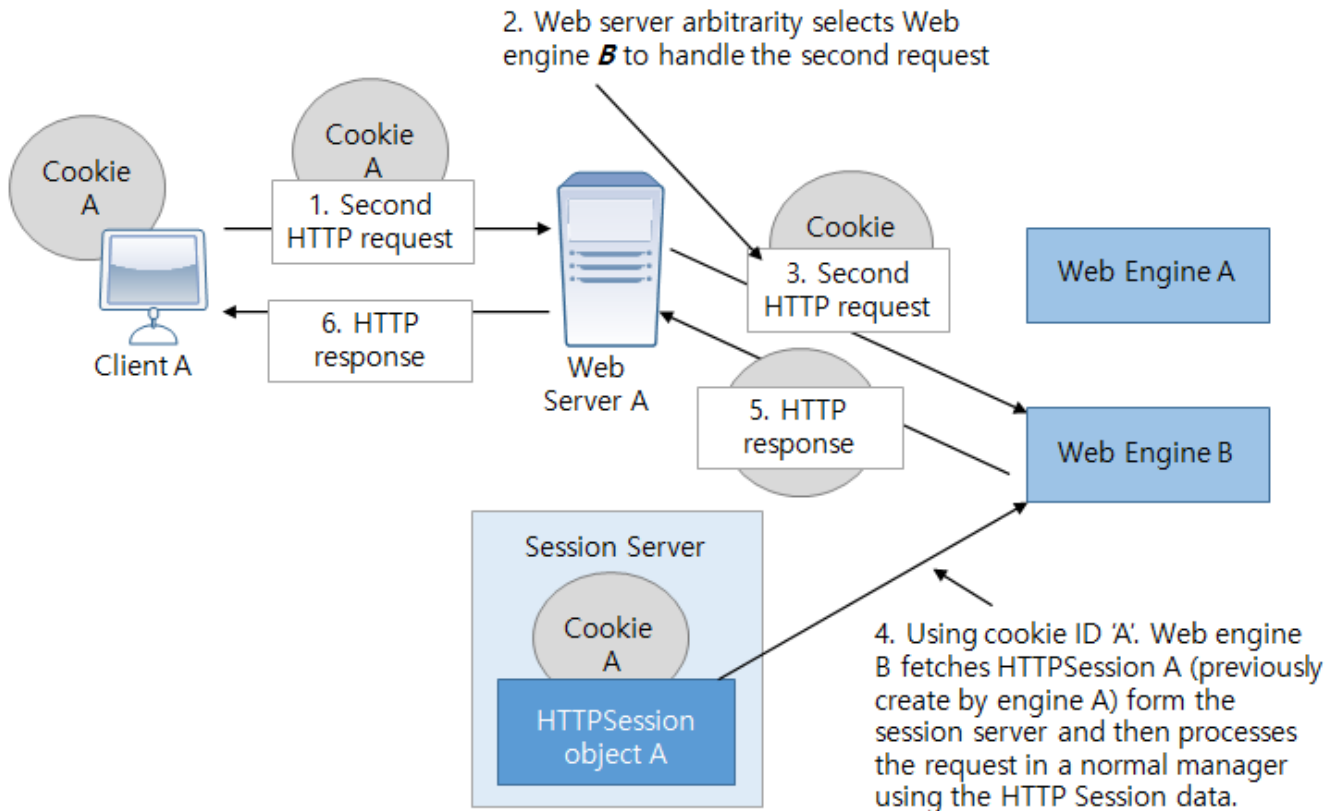 2. Web server arbitrarity selects Web
engine B to handle the second request
Cookie
A
Cookie
A
1. Second
HTTP request
Cookie
3. Second
HTTP request
Web Engine A
6. HTTP
response
Client A
Web
Server A
5. HTTP
response
Web Engine B
Session Server
Cookie
A
HTTPSession
object A
4. Using cookie ID ‘A’. Web engine
B fetches HTTPSession A (previously
create by engine A) form the
session server and then processes
the request in a normal manager
using the HTTP Session data.